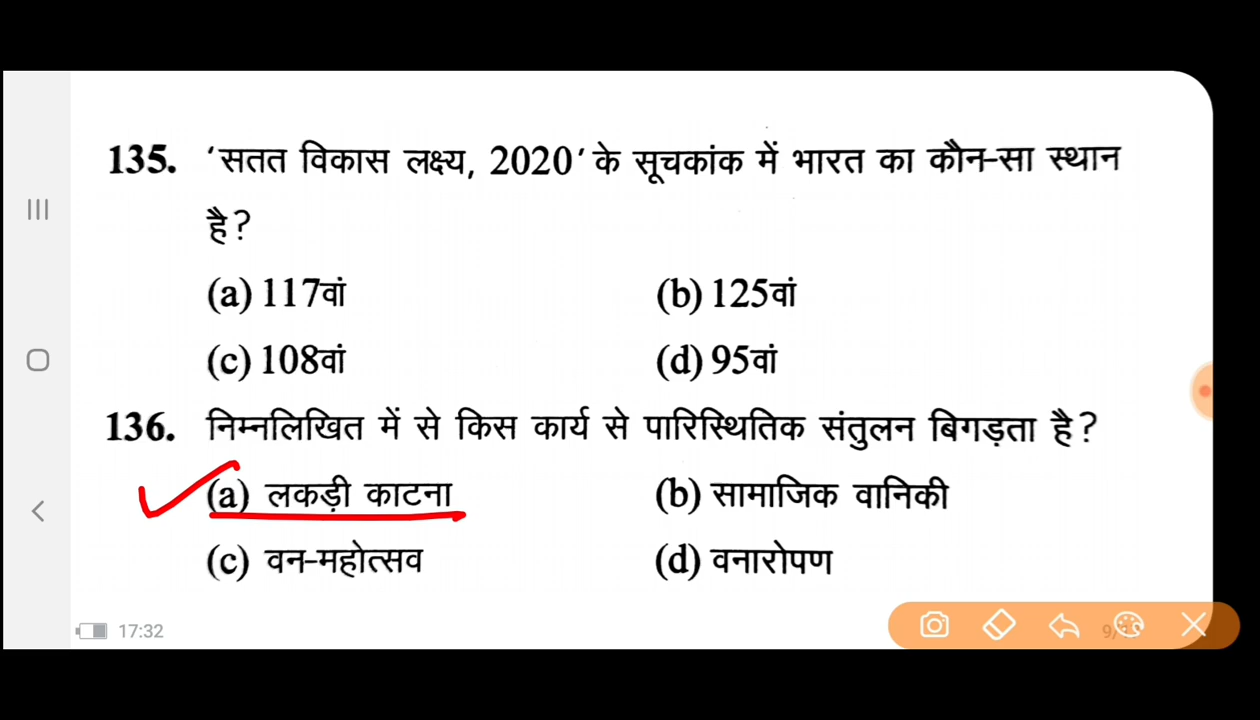 135. 'सतत विकास लक्ष्य, 2020' के सूचकांक में भारत का कौन-सा स्थान
है?
(a) 117वां (b) 125वां
(c) 108वां (d) 95वां
136. निम्नलिखित में से किस कार्य से पारिस्थितिक संतुलन बिगड़ता है?
(a) लकड़ी काटना (b) सामाजिक वानिकी
(c) वन-महोत्सव (d) वनारोपण
17:32